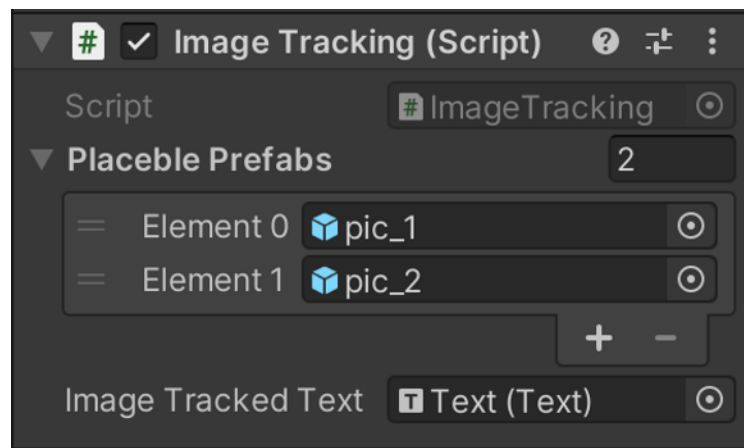 Image Tracking (Script)
Script ImageTracking
Placeble Prefabs 2
Element 0 pic_1
Element 1 pic_2
Image Tracked Text Text (Text)